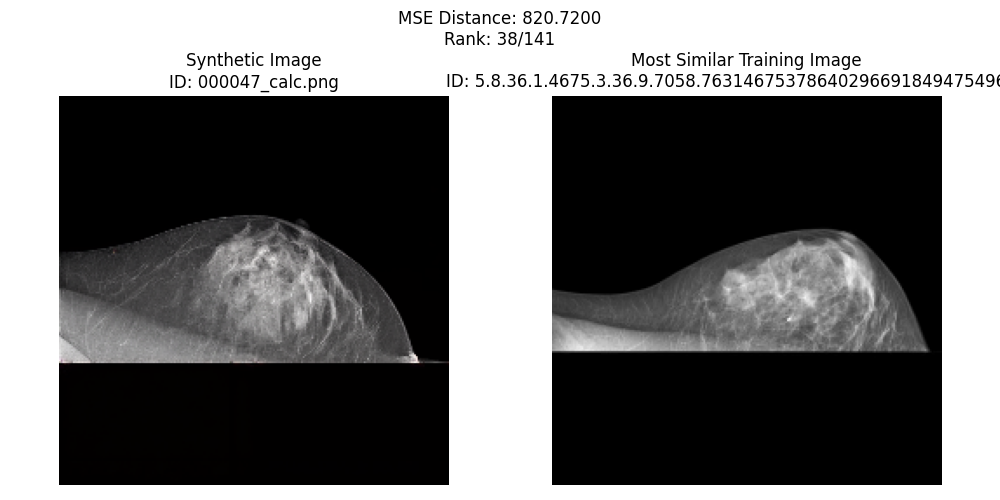 MSE Distance: 820.7200
Rank: 38/141
Synthetic Image
ID: 000047_calc.png
Most Similar Training Image
ID: 5.8.36.1.4675.3.36.9.7058.76314675378640296691849475496